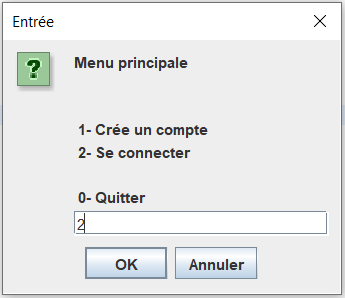 Entrée
?
Menu principale
1- Crée un compte
2- Se connecter
0- Quitter
2
OK Annuler